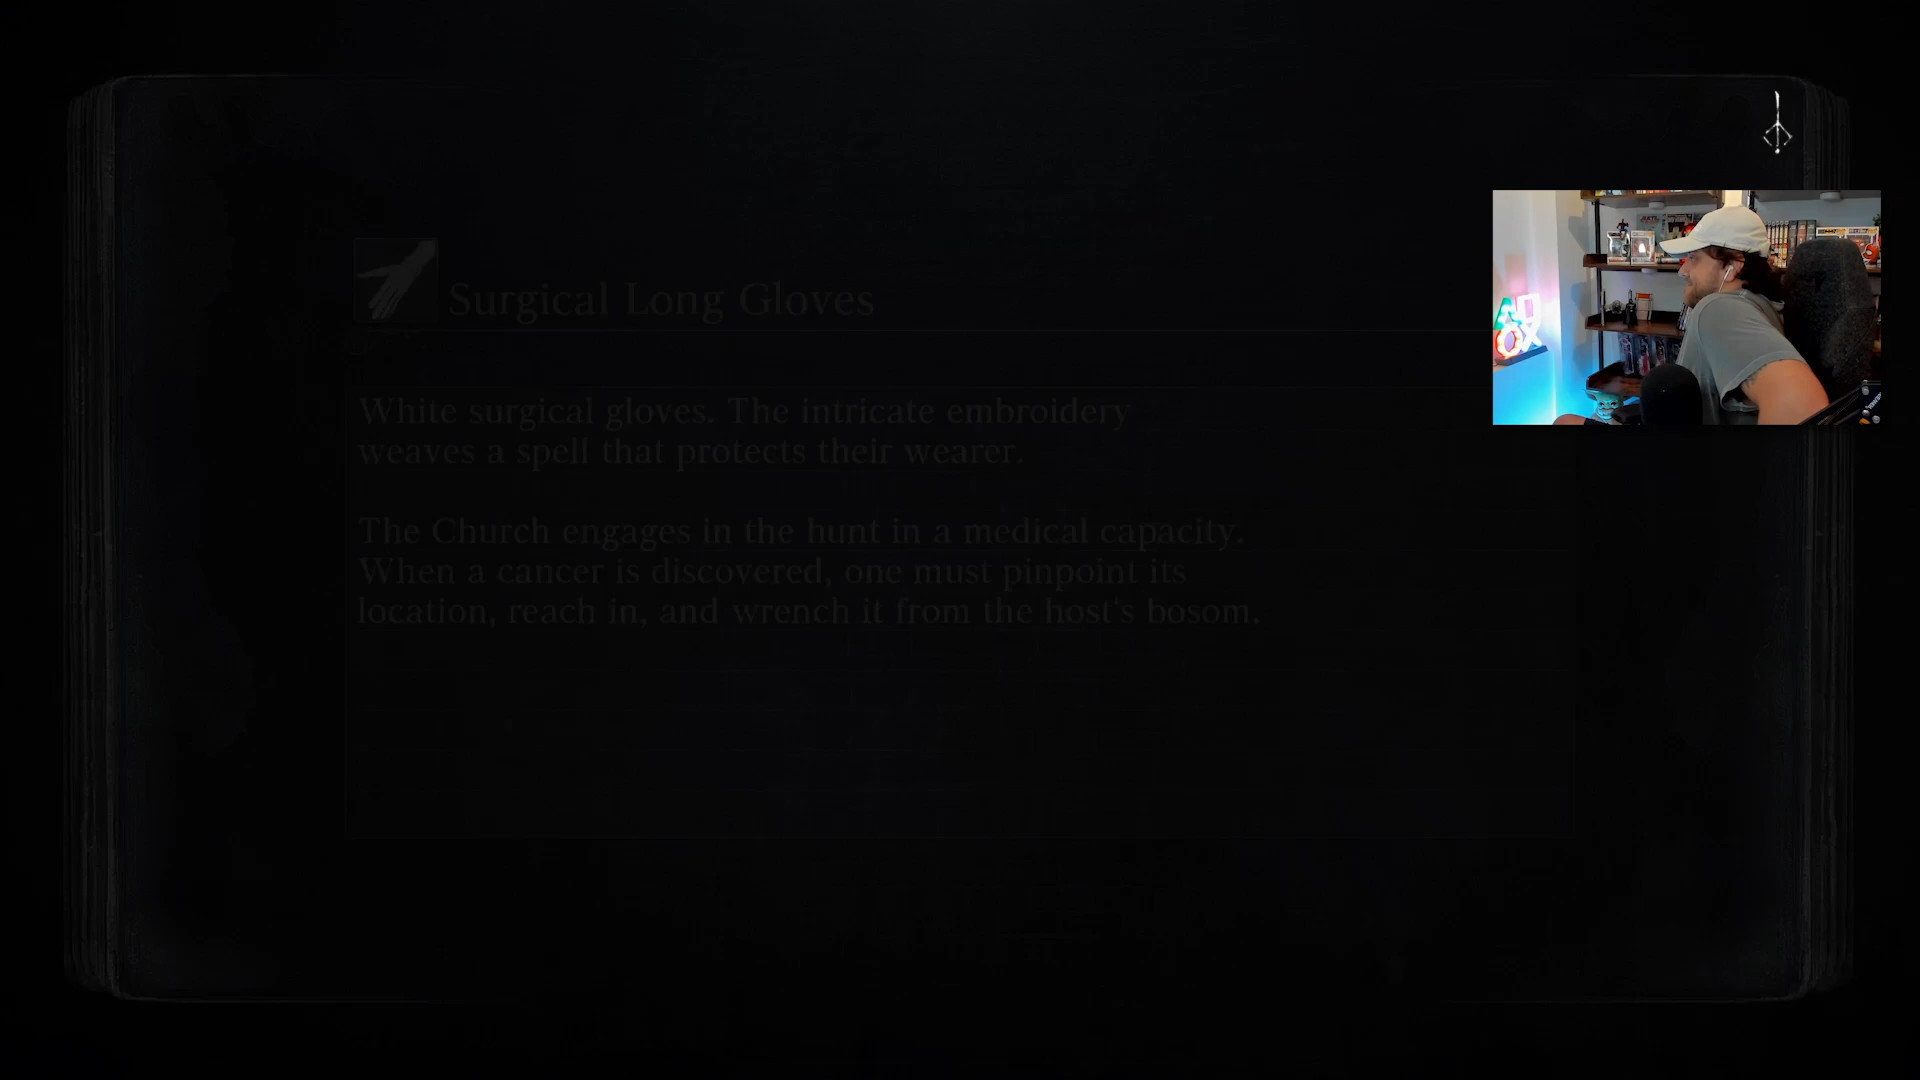 Surgical Long Gloves
White surgical gloves. The intricate embroidery
weaves a spell that protects their wearer.
The Church engages in the hunt in a medical capacity.
When a cancer is discovered, one must pinpoint its
location, reach in, and wrench it from the host's bosom.